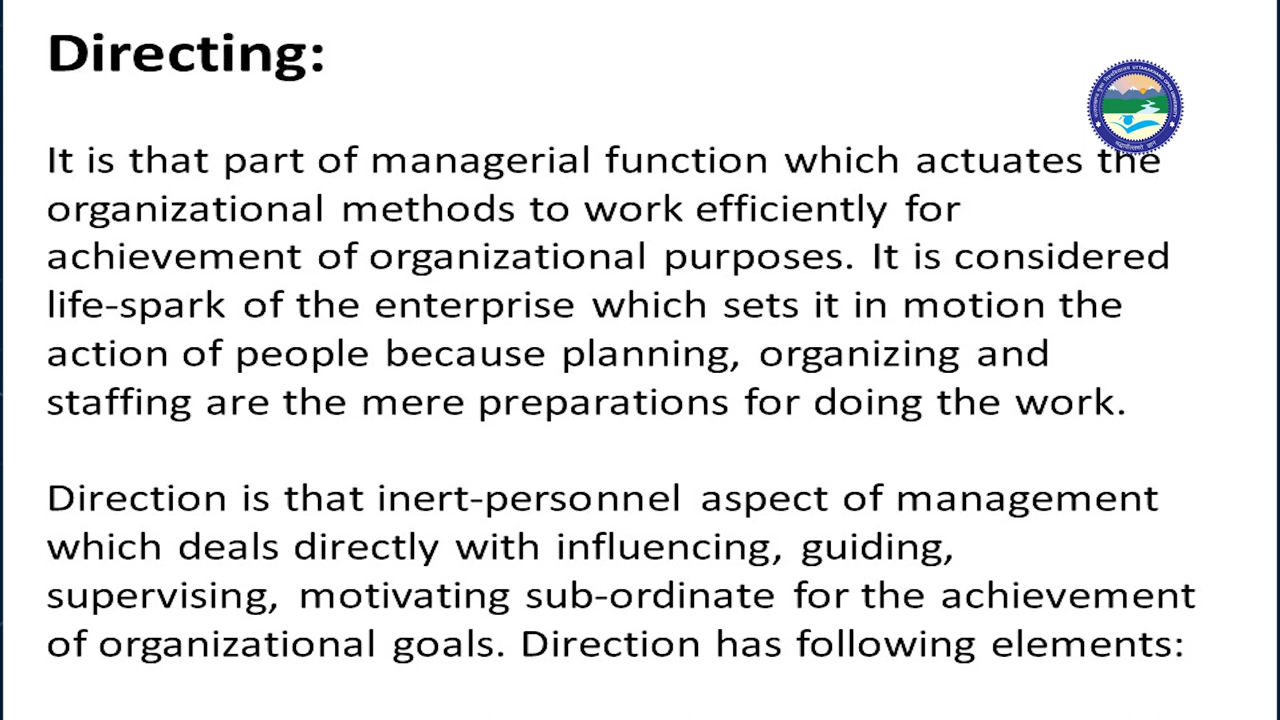 Directing:
It is that part of managerial function which actuates the
organizational methods to work efficiently for
achievement of organizational purposes. It is considered
life-spark of the enterprise which sets it in motion the
action of people because planning, organizing and
staffing are the mere preparations for doing the work.
Direction is that inert-personnel aspect of management
which deals directly with influencing, guiding,
supervising, motivating sub-ordinate for the achievement
of organizational goals. Direction has following elements: